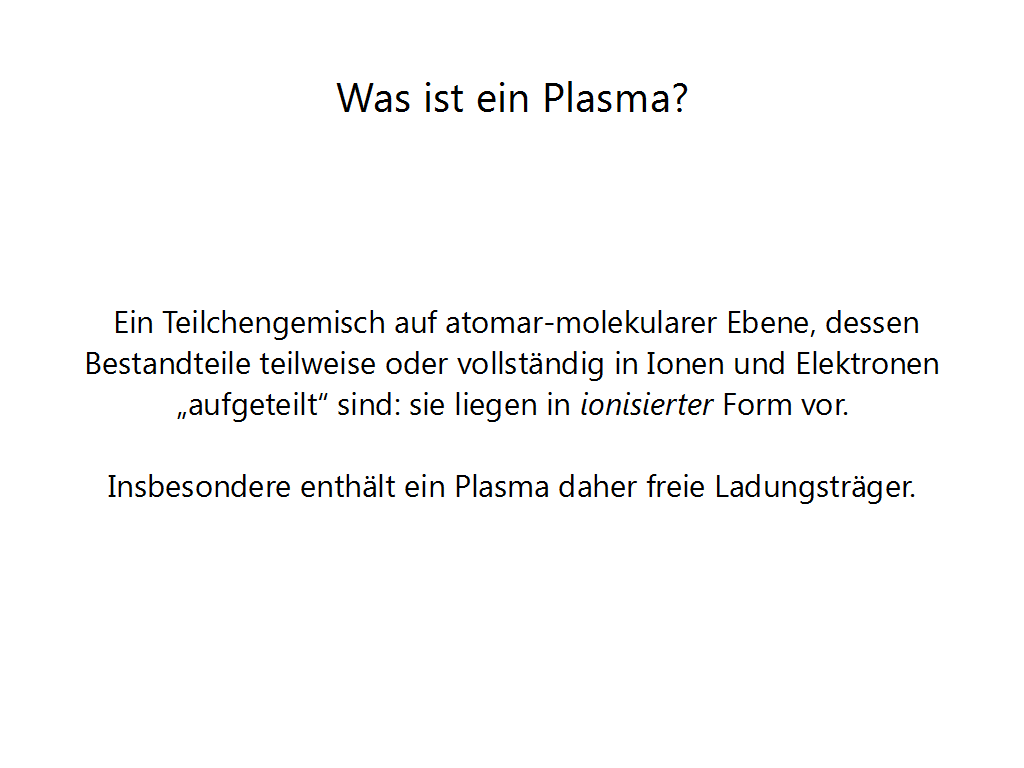 Was ist ein Plasma?
Ein Teilchengemisch auf atomar-molekularer Ebene, dessen
Bestandteile teilweise oder vollständig in Ionen und Elektronen
„aufgeteilt“ sind: sie liegen in ionisierter Form vor.
Insbesondere enthält ein Plasma daher freie Ladungsträger.